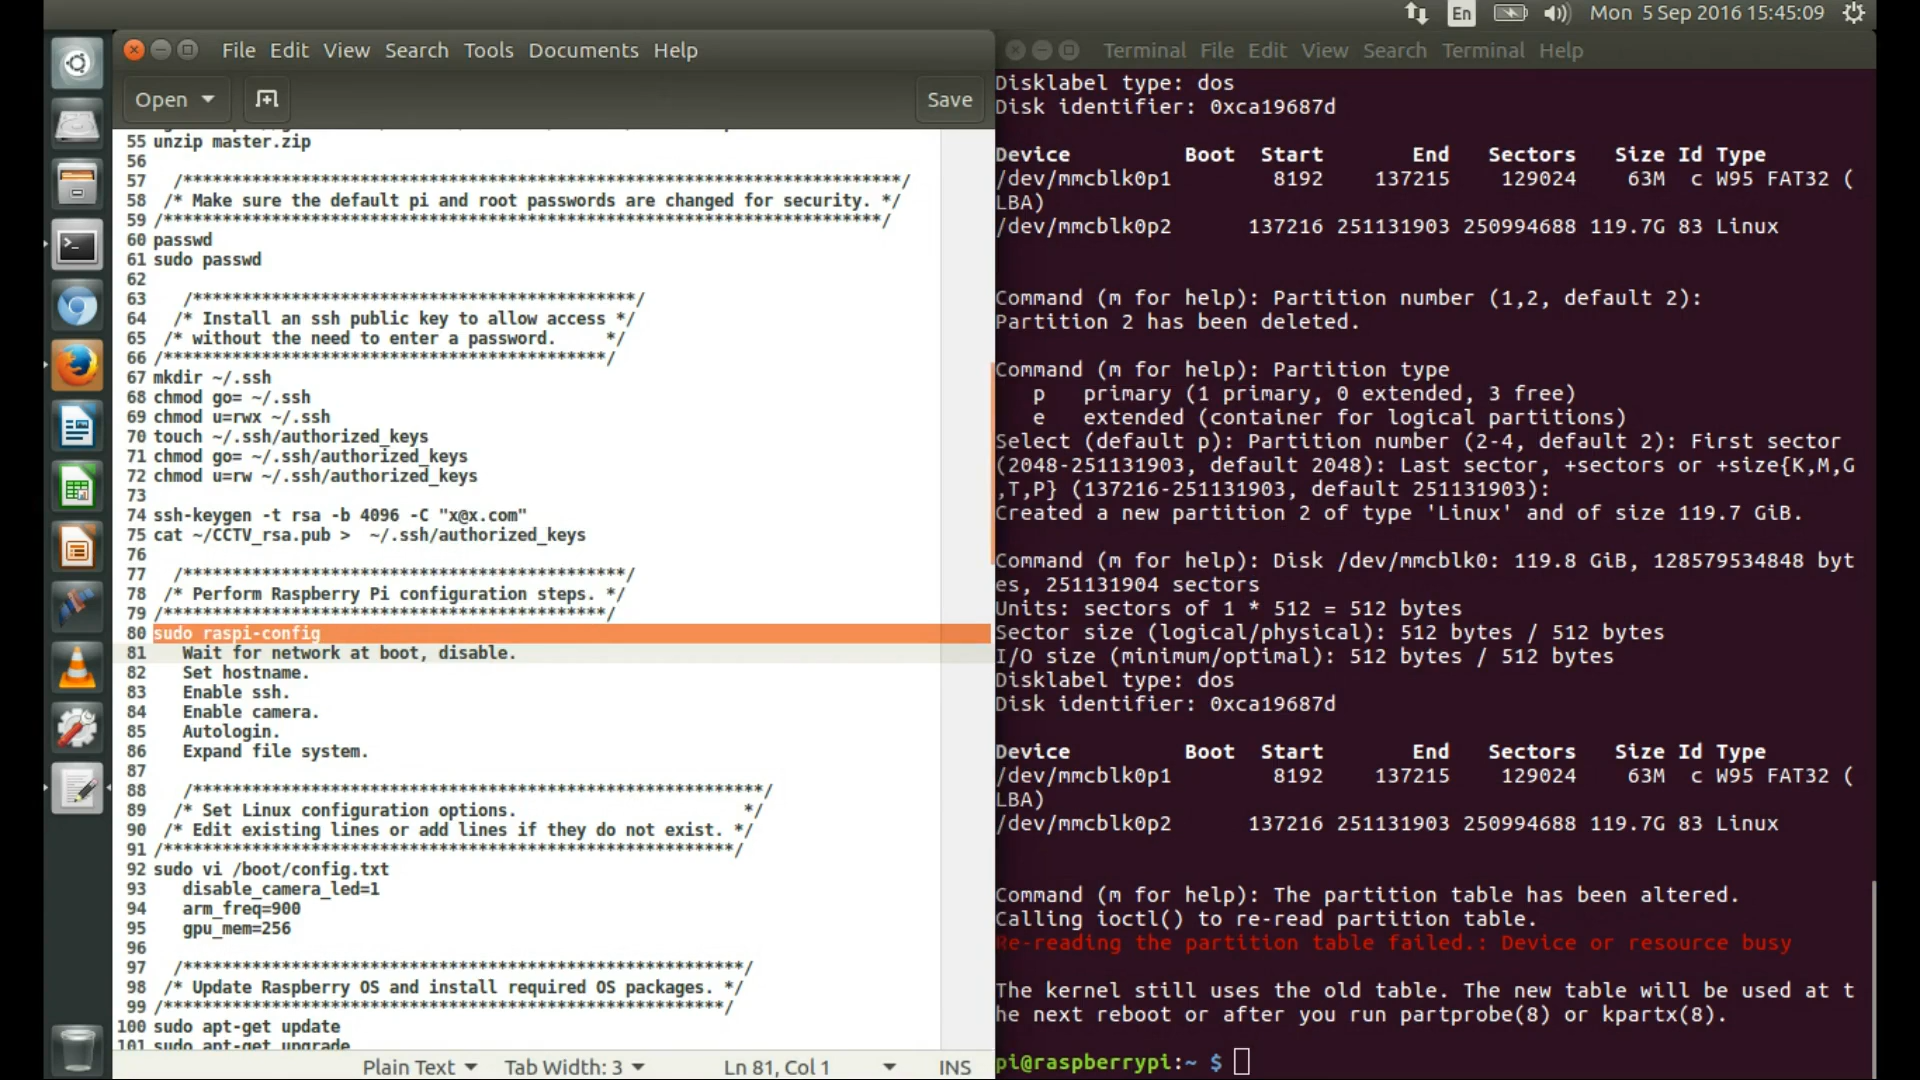 En
Mon 5 Sep 2016 15:45:09
File Edit View Search Tools Documents Help
Open
Save
55 unzip master.zip
56
57 /*************************************************************************/
58 /* Make sure the default pi and root passwords are changed for security. */
59 /*************************************************************************/
60 passwd
61 sudo passwd
62
63 /*********************************************/
64 /* Install an ssh public key to allow access */
65 /* without the need to enter a password.     */
66 /*********************************************/
67 mkdir ~/.ssh
68 chmod go= ~/.ssh
69 chmod u=rwx ~/.ssh
70 touch ~/.ssh/authorized_keys
71 chmod go= ~/.ssh/authorized_keys
72 chmod u=rw ~/.ssh/authorized_keys
73
74 ssh-keygen -t rsa -b 4096 -C "x@x.com"
75 cat ~/CCTV_rsa.pub >  ~/.ssh/authorized_keys
76
77 /*********************************************/
78 /* Perform Raspberry Pi configuration steps. */
79 /*********************************************/
80 sudo raspi-config
81 Wait for network at boot, disable.
82 Set hostname.
83 Enable ssh.
84 Enable camera.
85 Autologin.
86 Expand file system.
87
88 /**********************************************************/
89 /* Set Linux configuration options.                       */
90 /* Edit existing lines or add lines if they do not exist. */
91 /**********************************************************/
92 sudo vi /boot/config.txt
93 disable_camera_led=1
94 arm_freq=900
95 gpu_mem=256
96
97 /*********************************************************/
98 /* Update Raspberry OS and install required OS packages. */
99 /*********************************************************/
100 sudo apt-get update
101 sudo apt-get upgrade
Plain Text Tab Width: 3 Ln 81, Col 1 INS
Terminal File Edit View Search Terminal Help
Disklabel type: dos
Disk identifier: 0xca19687d
Device Boot Start End Sectors Size Id Type
/dev/mmcblk0p1 8192 137215 129024 63M c W95 FAT32 (
LBA)
/dev/mmcblk0p2 137216 251131903 250994688 119.7G 83 Linux
Command (m for help): Partition number (1,2, default 2):
Partition 2 has been deleted.
Command (m for help): Partition type
p primary (1 primary, 0 extended, 3 free)
e extended (container for logical partitions)
Select (default p): Partition number (2-4, default 2): First sector
(2048-251131903, default 2048): Last sector, +sectors or +size{K,M,G
,T,P} (137216-251131903, default 251131903):
Created a new partition 2 of type 'Linux' and of size 119.7 GiB.
Command (m for help): Disk /dev/mmcblk0: 119.8 GiB, 128579534848 byt
es, 251131904 sectors
Units: sectors of 1 * 512 = 512 bytes
Sector size (logical/physical): 512 bytes / 512 bytes
I/O size (minimum/optimal): 512 bytes / 512 bytes
Disklabel type: dos
Disk identifier: 0xca19687d
Device Boot Start End Sectors Size Id Type
/dev/mmcblk0p1 8192 137215 129024 63M c W95 FAT32 (
LBA)
/dev/mmcblk0p2 137216 251131903 250994688 119.7G 83 Linux
Command (m for help): The partition table has been altered.
Calling ioctl() to re-read partition table.
Re-reading the partition table failed.: Device or resource busy
The kernel still uses the old table. The new table will be used at t
he next reboot or after you run partprobe(8) or kpartx(8).
pi@raspberrypi:~ $